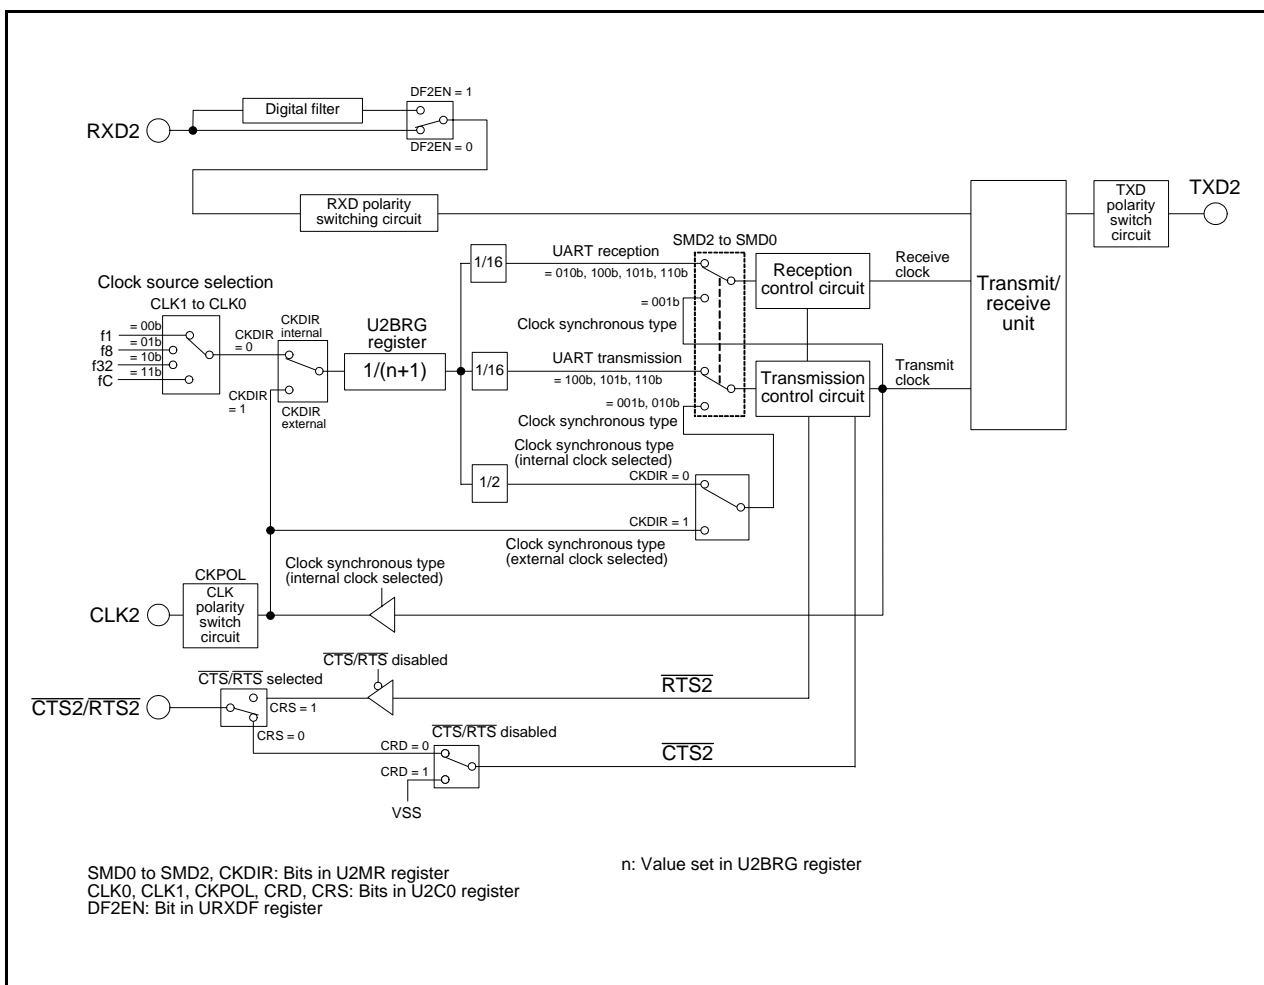 DF2EN = 1
Digital filter
RXD2
DF2EN = 0
RXD polarity
switching circuit
TXD
polarity
switch
circuit
TXD2
Clock source selection
CLK1 to CLK0
= 00b
f1
= 01b
f8
= 10b
f32
= 11b
fC
CKDIR
= 0
CKDIR
= 1
CKDIR
internal
CKDIR
external
U2BRG
register
1/(n+1)
1/16
UART reception
= 010b, 100b, 101b, 110b
SMD2 to SMD0
= 001b
Clock synchronous type
1/16
UART transmission
= 100b, 101b, 110b
= 001b, 010b
Clock synchronous type
Reception
control circuit
Receive
clock
Transmission
control circuit
Transmit
clock
Transmit/
receive
unit
Clock synchronous type
(internal clock selected)
1/2
CKDIR = 0
CKDIR = 1
Clock synchronous type
(external clock selected)
Clock synchronous type
(internal clock selected)
CKPOL
CLK
polarity
switch
circuit
CLK2
CTS/RTS disabled
CTS/RTS selected
CTS2/RTS2
CRS = 1
CRS = 0
RTS2
CTS/RTS disabled
CRD = 0
CRD = 1
CTS2
VSS
SMD0 to SMD2, CKDIR: Bits in U2MR register
CLK0, CLK1, CKPOL, CRD, CRS: Bits in U2C0 register
DF2EN: Bit in URXDF register
n: Value set in U2BRG register